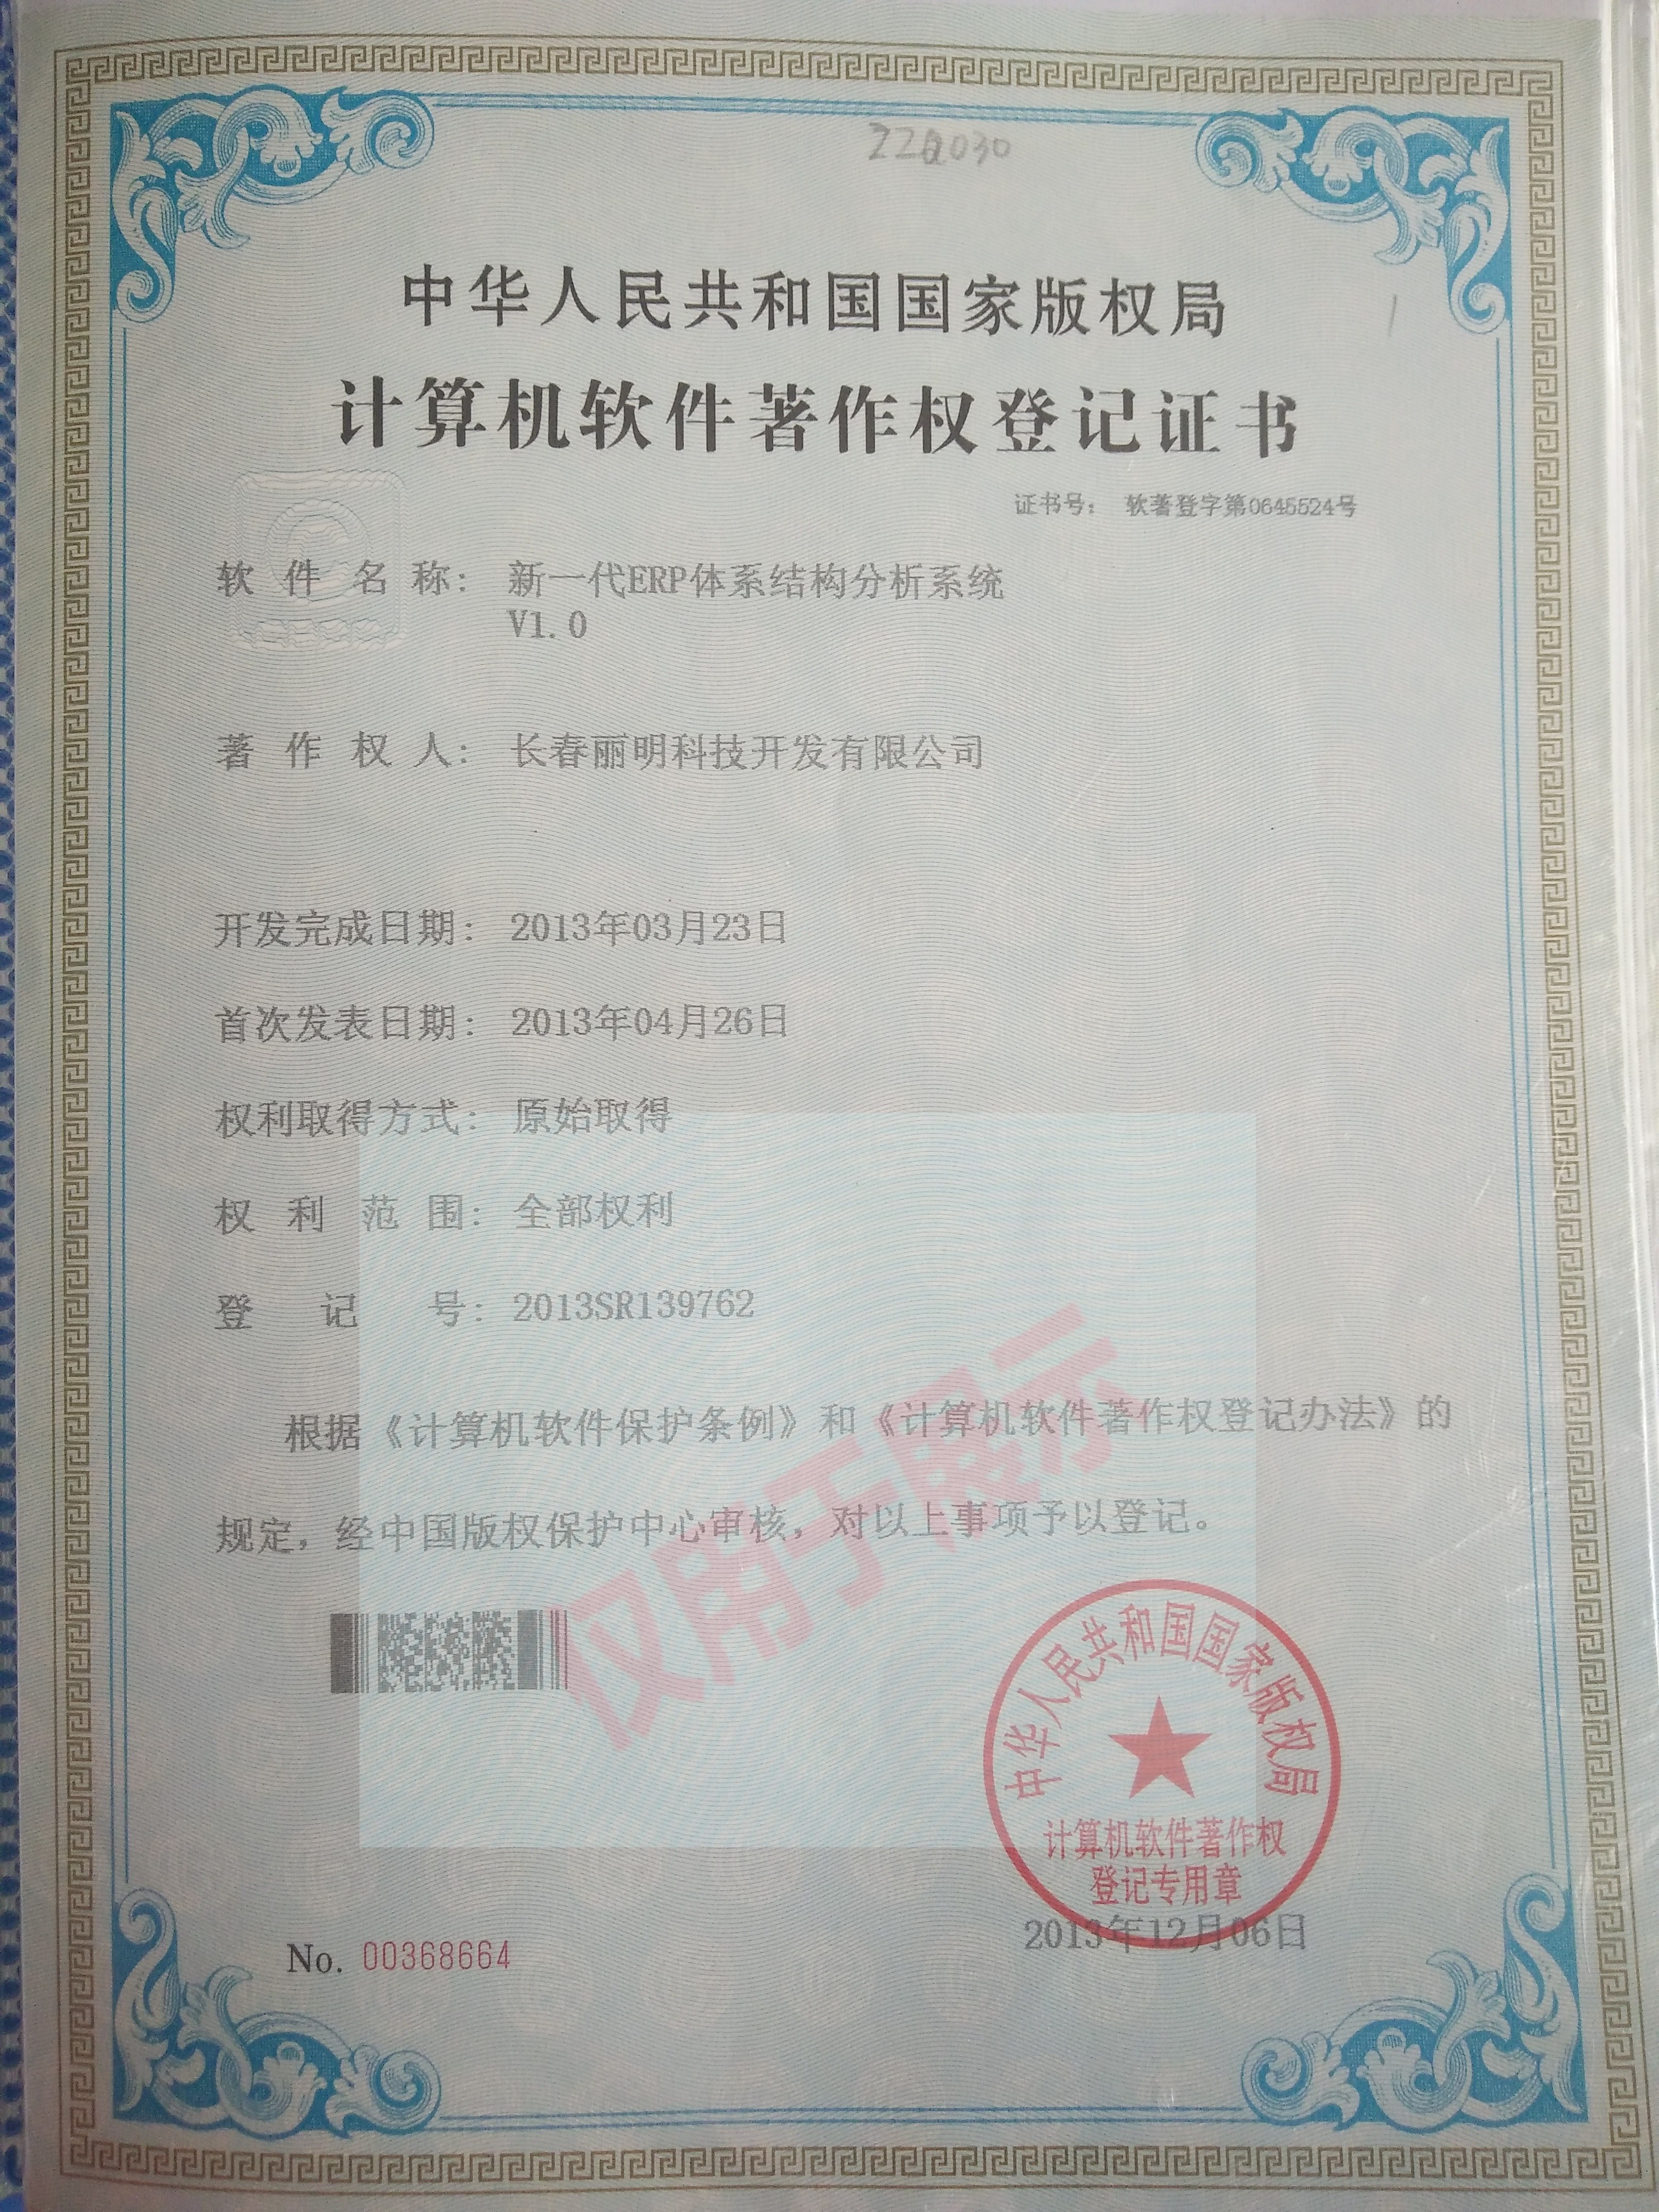 中华人民共和国国家版权局
计算机软件著作权登记证书
证书号： 软著登字第0645524号
软件名称： 新一代ERP体系结构分析系统
V1.0
著作权人： 长春丽明科技开发有限公司
开发完成日期： 2013年03月23日
首次发表日期： 2013年04月26日
权利取得方式： 原始取得
权利范围： 全部权利
登记号： 2013SR139762
根据《计算机软件保护条例》和《计算机软件著作权登记办法》的
规定，经中国版权保护中心审核，对以上事项予以登记。
仅用于展示
中华人民共和国国家版权局
计算机软件著作权
登记专用章
2013年12月06日
No. 00368664